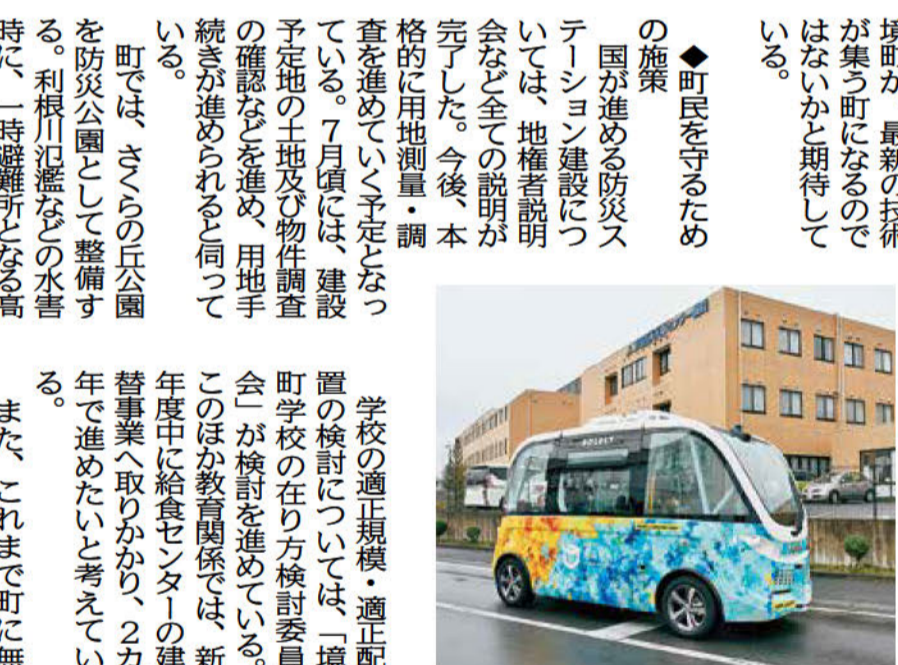 境町が、最新の技術
が集う町になるので
はないかと期待して
いる。
◆町民を守るため
の施策
国が進める防災ス
テーション建設につ
いては、地権者説明
会など全ての説明が
完了した。今後、本
格的に用地測量・調
査を進めていく予定となっ
ている。7月頃には、建設
予定地の土地及び物件調査
の確認などを進め、用地手
続きが進められると伺って
いる。
町では、さくらの丘公園
を防災公園として整備す
る。利根川氾濫などの水害
時に、一時避難所となる高
BOLDLY
学校の適正規模・適正配
置の検討については、「境
町学校の在り方検討委員
会」が検討を進めている。
このほか教育関係では、新
年度中に給食センターの建
替事業へ取りかかり、2カ
年で進めたいと考えてい
る。
また、これまで町に無